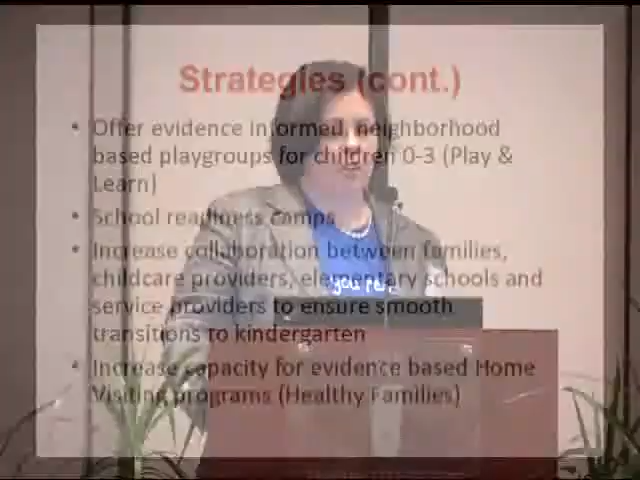 Strategies (cont.)
• Offer evidence informed, neighborhood
based playgroups for children 0-3 (Play &
Learn)
• School readiness camps
• Increase collaboration between families,
childcare providers, elementary schools and
service providers to ensure smooth
transitions to kindergarten
• Increase capacity for evidence based Home
Visiting programs (Healthy Families)
you